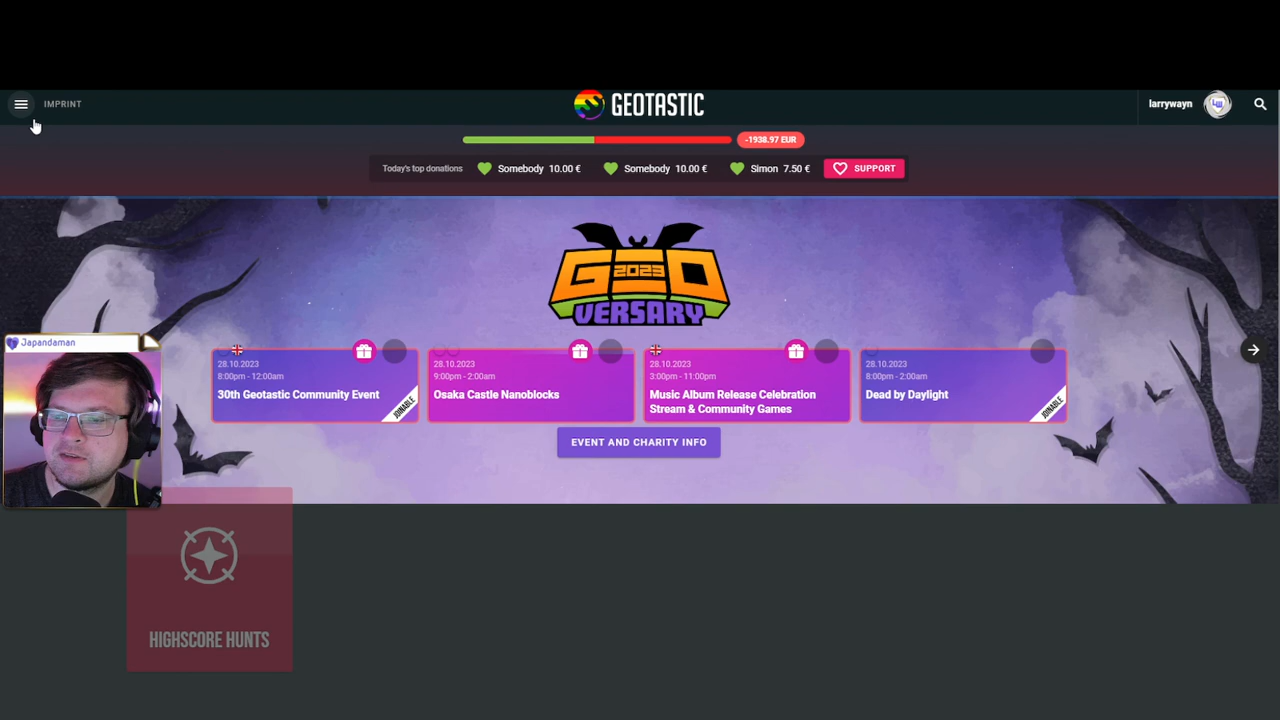 IMPRINT
GEOTASTIC
larrywayn
-1938.97 EUR
Today's top donations
Somebody 10.00 €
Somebody 10.00 €
Simon 7.50 €
SUPPORT
GEO
2023
VERSARY
Japandaman
28.10.2023
8:00pm - 12:00am
30th Geotastic Community Event
JOINABLE
28.10.2023
9:00pm - 2:00am
Osaka Castle Nanoblocks
28.10.2023
3:00pm - 11:00pm
Music Album Release Celebration
Stream & Community Games
28.10.2023
8:00pm - 2:00am
Dead by Daylight
JOINABLE
EVENT AND CHARITY INFO
HIGHSCORE HUNTS